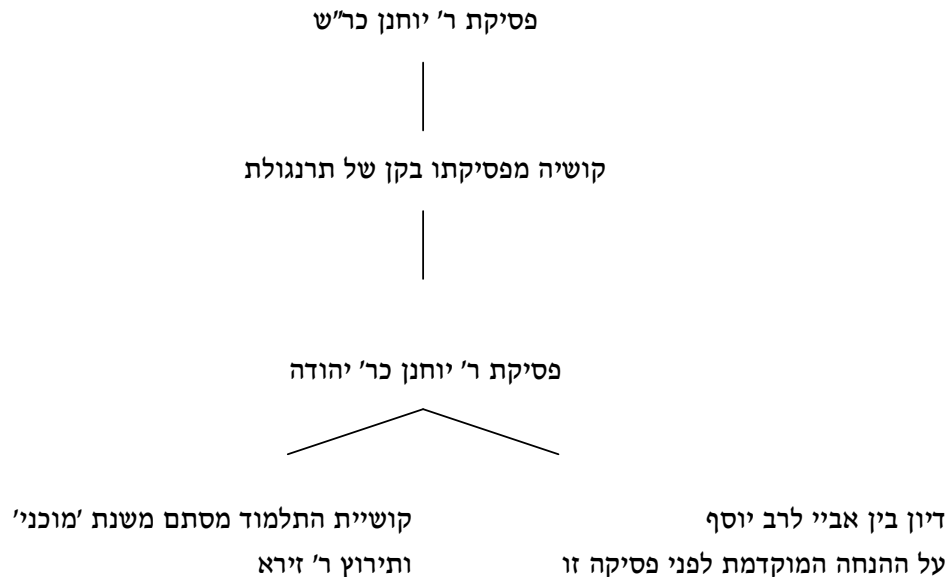 פסיקת ר' יוחנן כר"ש
קושיה מפסיקתו בקן של תרנגולת
פסיקת ר' יוחנן כר' יהודה
דיון בין אביי לרב יוסף
על ההנחה המוקדמת לפני פסיקה זו
קושיית התלמוד מסתם משנת 'מוכני'
ותירוץ ר' זירא